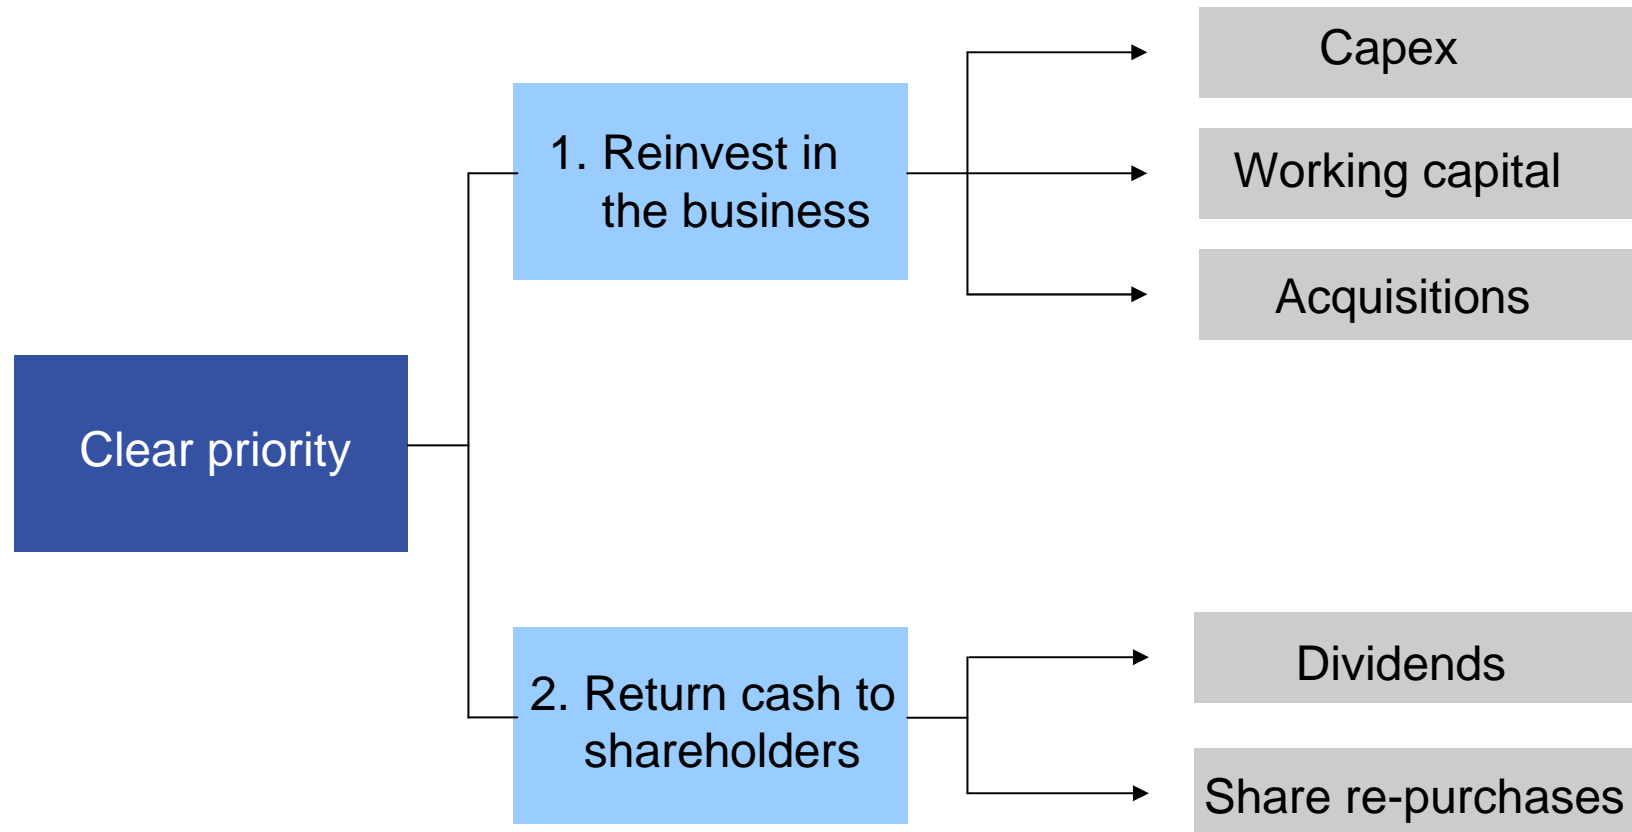 Capex
1. Reinvest in
the business
Working capital
Acquisitions
Clear priority
2. Return cash to
shareholders
Dividends
Share re-purchases